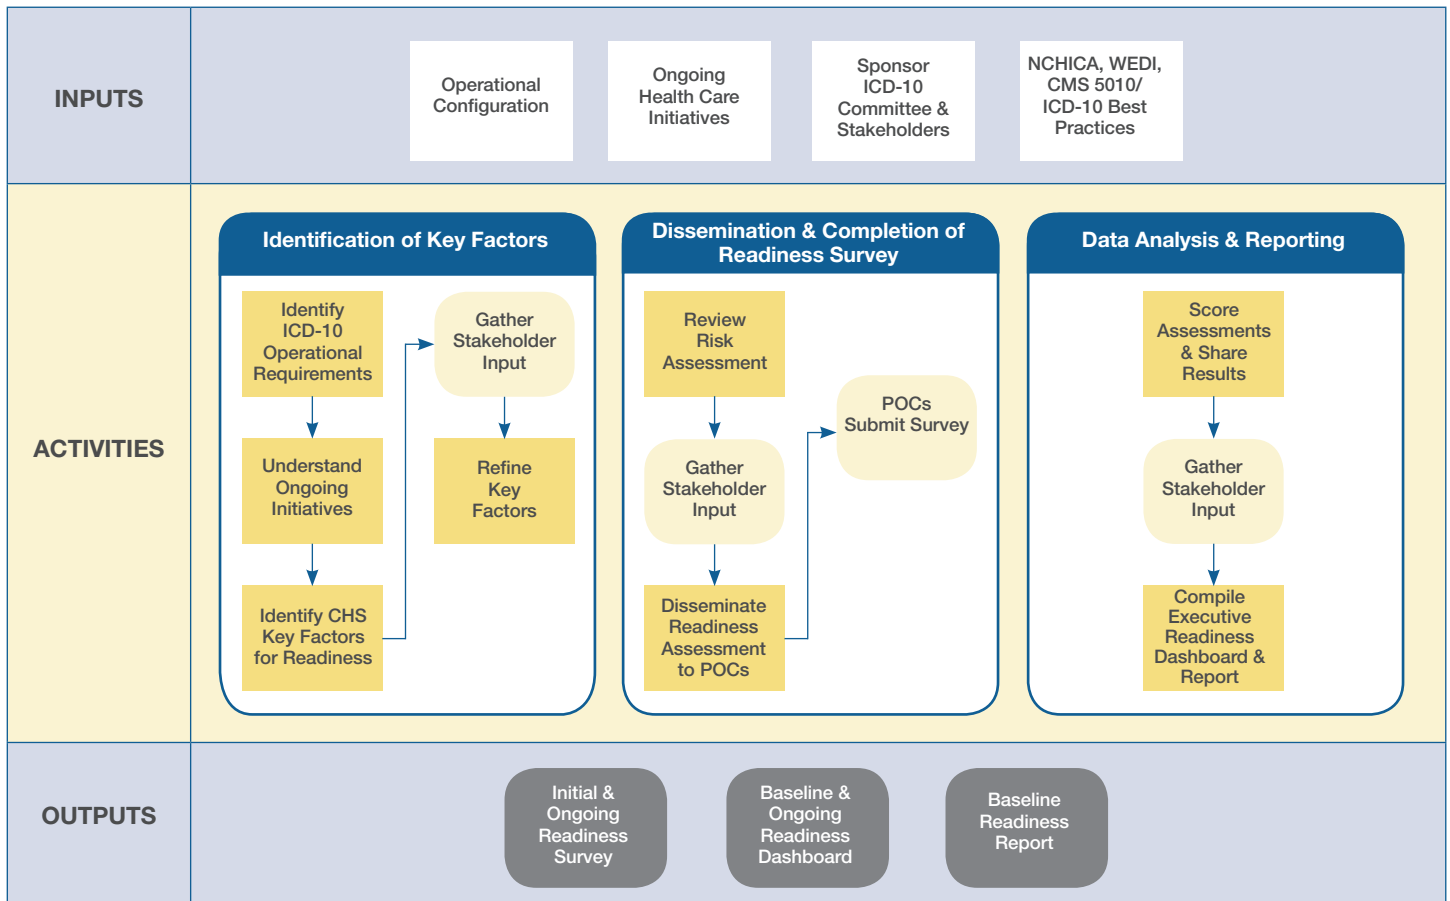 INPUTS
Operational
Configuration
Ongoing
Health Care
Initiatives
Sponsor
ICD-10
Committee &
Stakeholders
NCHICA, WEDI,
CMS 5010/
ICD-10 Best
Practices
ACTIVITIES
Identification of Key Factors
Identify
ICD-10
Operational
Requirements
Understand
Ongoing
Initiatives
Identify CHS
Key Factors
for Readiness
Gather
Stakeholder
Input
Refine
Key
Factors
Dissemination & Completion of
Readiness Survey
Review
Risk
Assessment
Gather
Stakeholder
Input
Disseminate
Readiness
Assessment
to POCs
POCs
Submit Survey
Data Analysis & Reporting
Score
Assessments
& Share
Results
Gather
Stakeholder
Input
Compile
Executive
Readiness
Dashboard &
Report
OUTPUTS
Initial &
Ongoing
Readiness
Survey
Baseline &
Ongoing
Readiness
Dashboard
Baseline
Readiness
Report